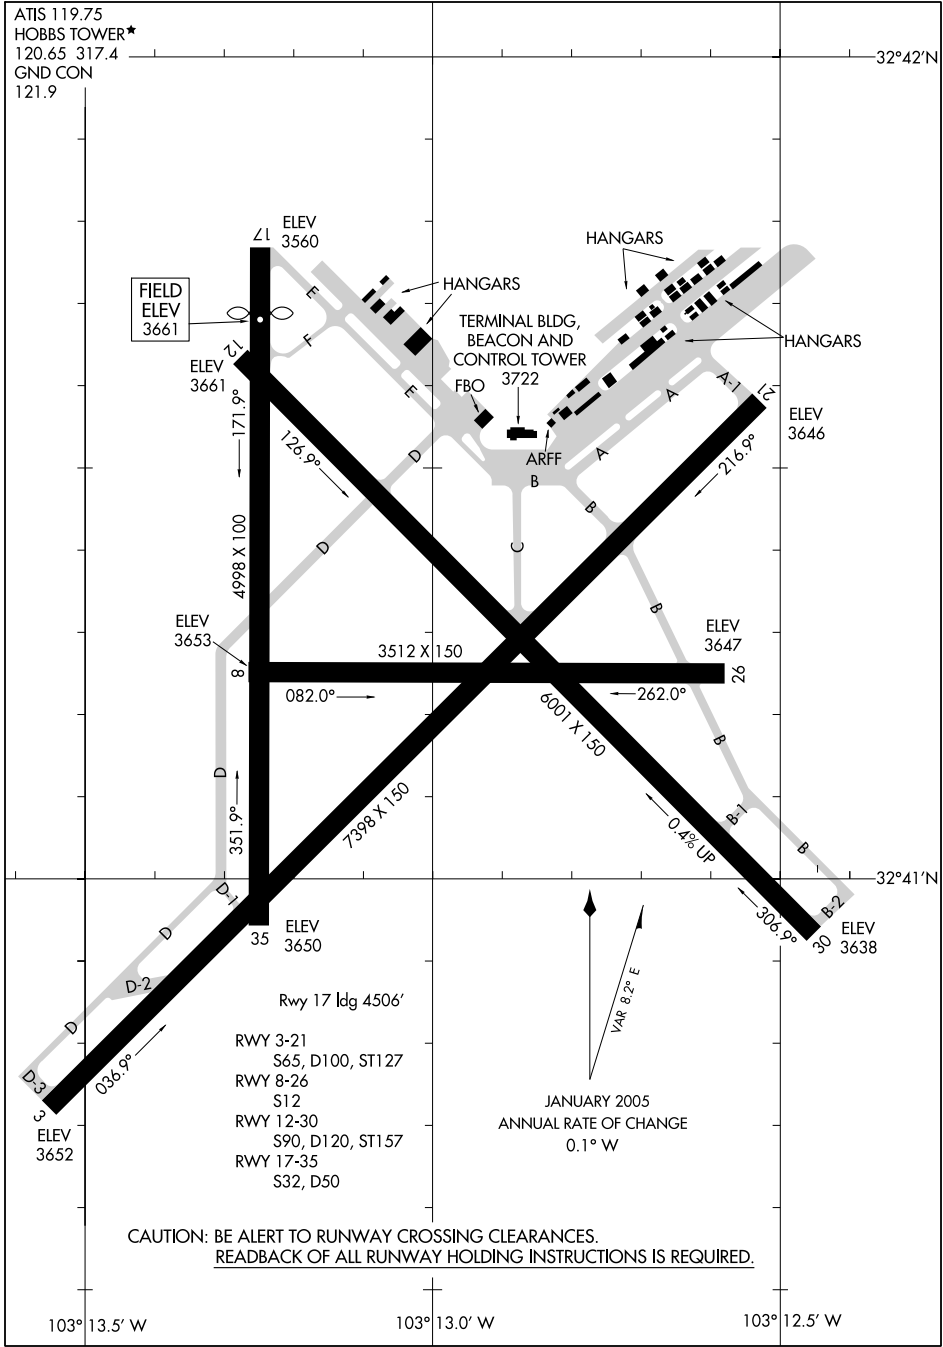 ATIS 119.75
HOBBS TOWER★
120.65 317.4
GND CON
121.9
32°42'N
17
ELEV
3560
HANGARS
FIELD
ELEV
3661
E
HANGARS
F
TERMINAL BLDG,
BEACON AND
CONTROL TOWER
3722
HANGARS
12
ELEV
3661
FBO
E
A
A-1
21
ELEV
3646
171.9°
126.9°
D
ARFF
A
216.9°
B
B
4998 X 100
D
C
B
ELEV
3653
8
3512 X 150
ELEV
3647
26
082.0°
262.0°
6001 X 150
D
351.9°
7398 X 150
B
B-1
0.4% UP
B
32°41'N
D-1
B-2
306.9°
30
ELEV
3638
D
35
ELEV
3650
D-2
Rwy 17 ldg 4506'
VAR 8.2° E
D
036.9°
D-3
3
ELEV
3652
RWY 3-21
S65, D100, ST127
RWY 8-26
S12
RWY 12-30
S90, D120, ST157
RWY 17-35
S32, D50
JANUARY 2005
ANNUAL RATE OF CHANGE
0.1° W
CAUTION: BE ALERT TO RUNWAY CROSSING CLEARANCES.
READBACK OF ALL RUNWAY HOLDING INSTRUCTIONS IS REQUIRED.
103° 13.5' W
103° 13.0' W
103° 12.5' W